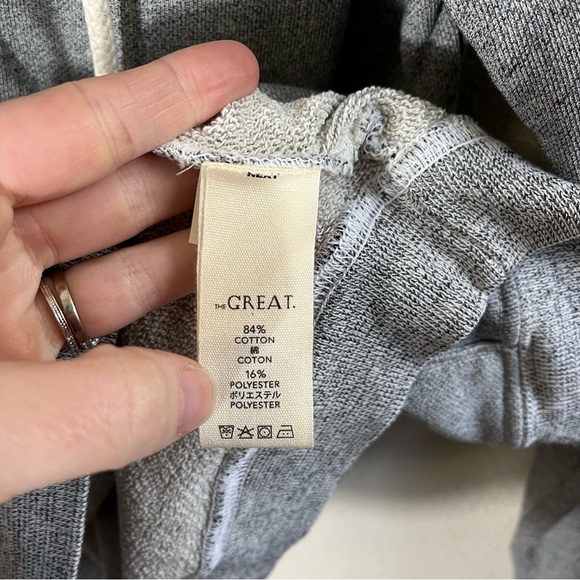 THE GREAT.
84%
COTTON
綿
COTON
16%
POLYESTER
ポリエステル
POLYESTER